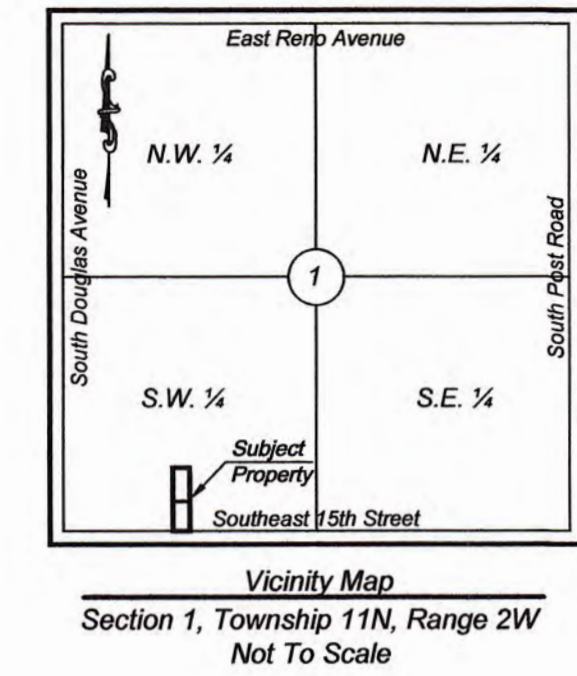 East Reno Avenue
N.W. ¼
N.E. ¼
South Douglas Avenue
South Post Road
1
S.W. ¼
S.E. ¼
Subject
Property
Southeast 15th Street
Vicinity Map
Section 1, Township 11N, Range 2W
Not To Scale